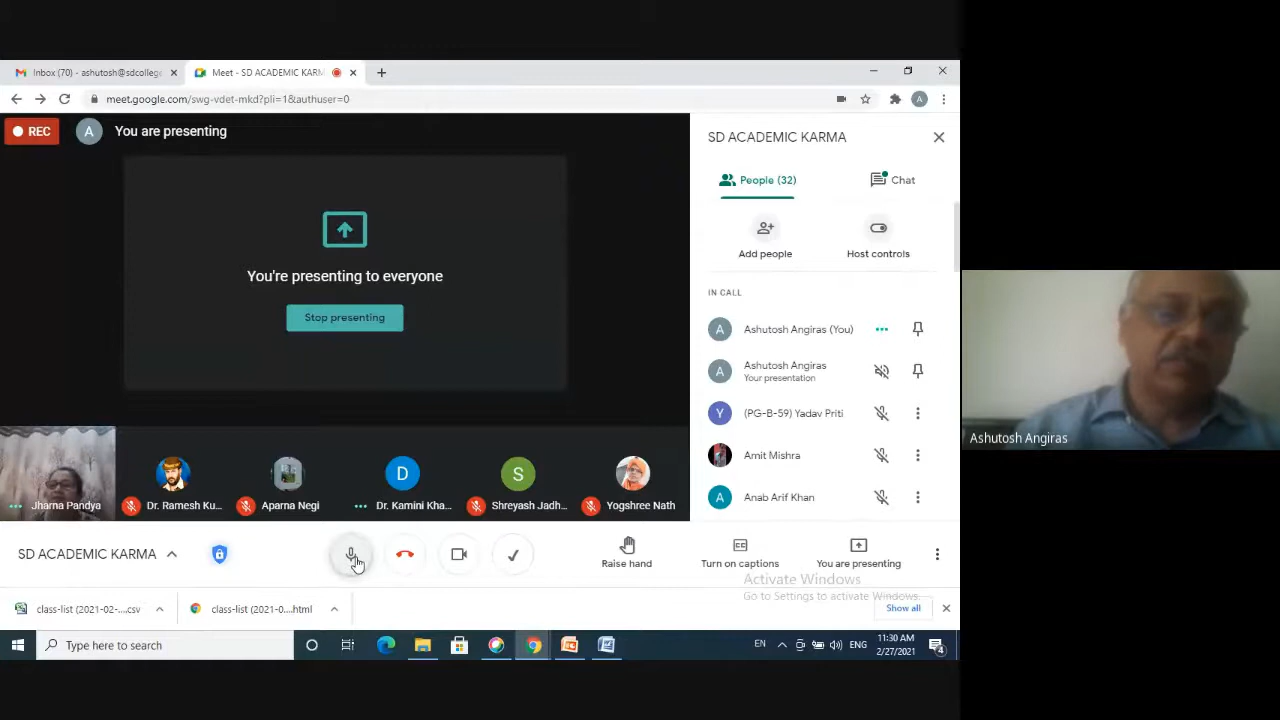 Inbox (70) - ashutosh@sdcolleg
Meet - SD ACADEMIC KARM
meet.google.com/swg-vdet-mkd?pli=1&authuser=0
A
REC
A
You are presenting
You're presenting to everyone
Stop presenting
SD ACADEMIC KARMA
People (32)
Chat
Add people
Host controls
IN CALL
A
Ashutosh Angiras (You)
A
Ashutosh Angiras
Your presentation
Y
(PG-B-59) Yadav Priti
Amit Mishra
A
Anab Arif Khan
Jharna Pandya
Dr. Ramesh Ku...
Aparna Negi
D
Dr. Kamini Kha...
S
Shreyash Jadh...
Yogshree Nath
Ashutosh Angiras
SD ACADEMIC KARMA
Raise hand
CC
Turn on captions
You are presenting
Activate Windows
Go to Settings to activate Windows.
class-list (2021-02-....csv
class-list (2021-0....html
Show all
Type here to search
EN
ENG
11:30 AM
2/27/2021
4